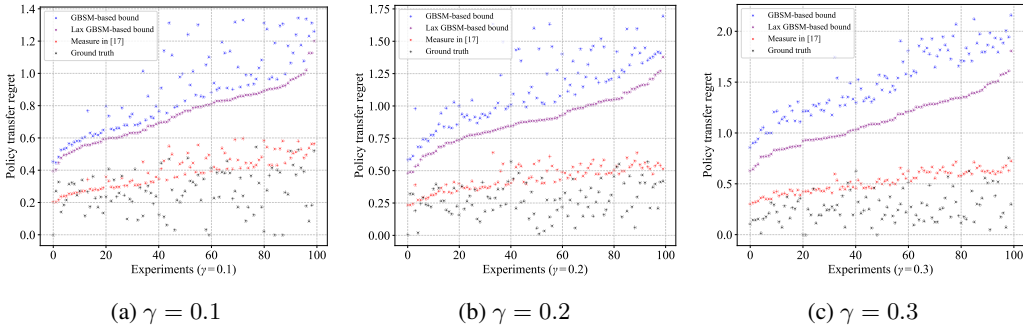 GBSM-based bound
Lax GBSM-based bound
Measure in [17]
Ground truth
Policy transfer regret
1.4
1.2
1.0
0.8
0.6
0.4
0.2
0.0
0 20 40 60 80 100
Experiments (γ = 0.1)
(a) γ = 0.1
GBSM-based bound
Lax GBSM-based bound
Measure in [17]
Ground truth
Policy transfer regret
1.75
1.50
1.25
1.00
0.75
0.50
0.25
0.00
0 20 40 60 80 100
Experiments (γ = 0.2)
(b) γ = 0.2
GBSM-based bound
Lax GBSM-based bound
Measure in [17]
Ground truth
Policy transfer regret
2.0
1.5
1.0
0.5
0.0
0 20 40 60 80 100
Experiments (γ = 0.3)
(c) γ = 0.3